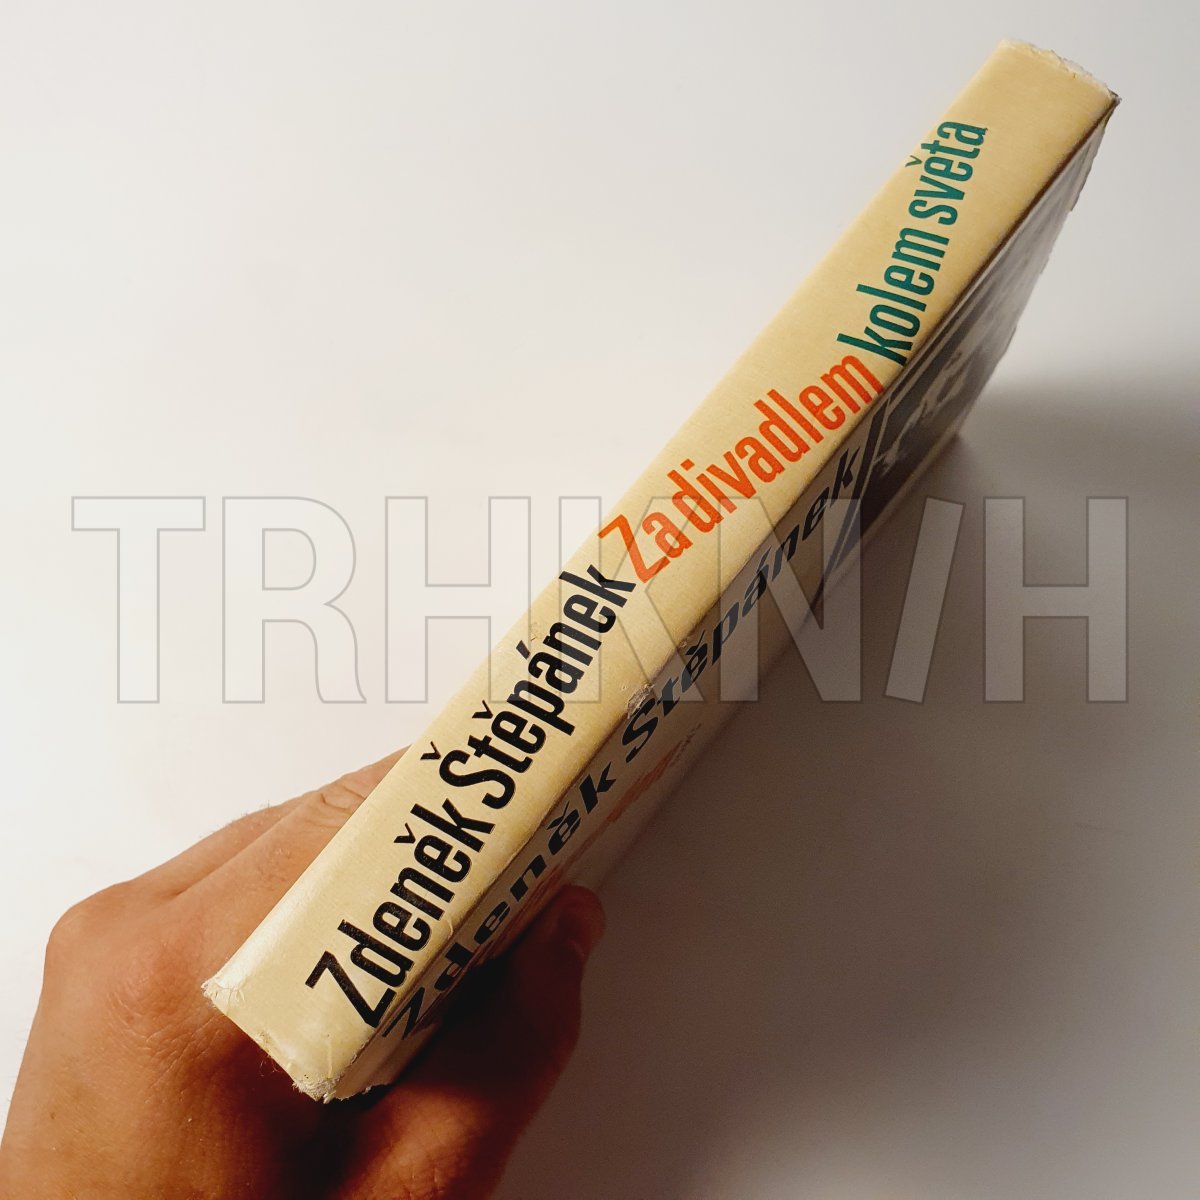 Zdeněk Štěpánek Za divadlem kolem světa
Zdeněk Štěpánek
TRHKNIH